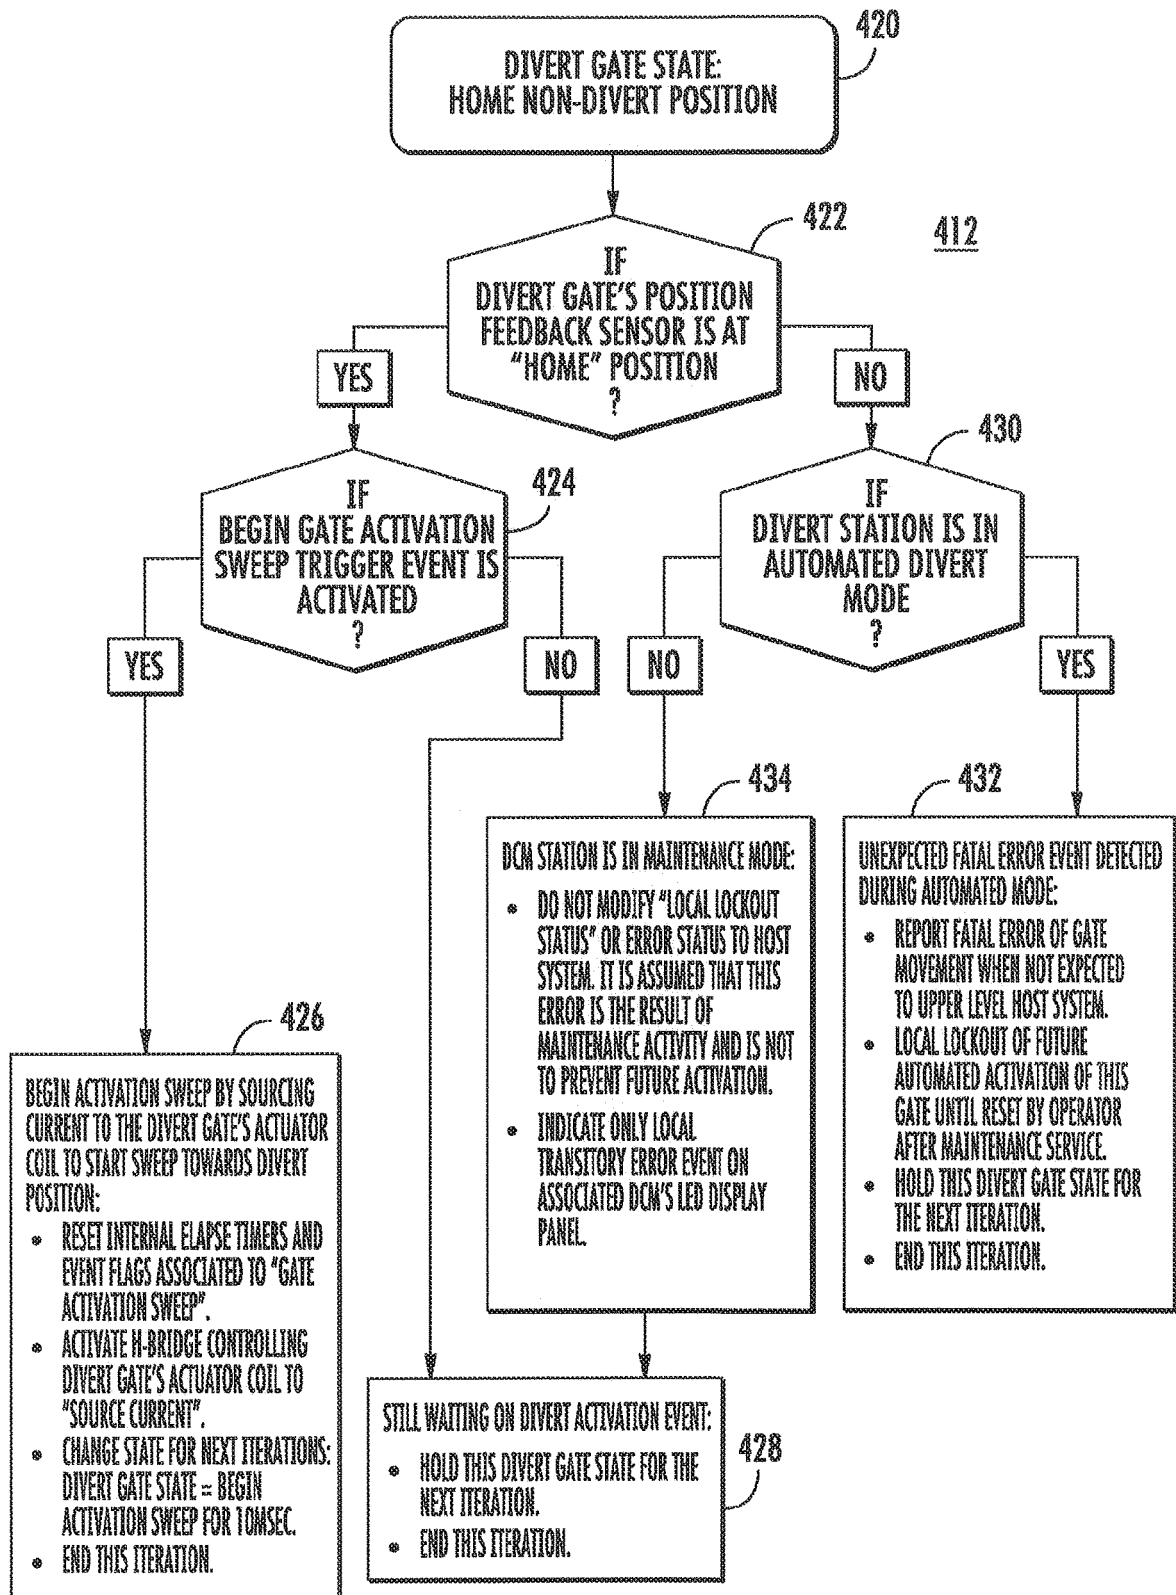 420
DIVERT GATE STATE:
HOME NON-DIVERT POSITION
422
412
IF
DIVERT GATE'S POSITION
FEEDBACK SENSOR IS AT
"HOME" POSITION
?
YES
NO
424
IF
BEGIN GATE ACTIVATION
SWEEP TRIGGER EVENT IS
ACTIVATED
?
430
IF
DIVERT STATION IS IN
AUTOMATED DIVERT
MODE
?
YES
NO
NO
YES
434
DCM STATION IS IN MAINTENANCE MODE:
• DO NOT MODIFY "LOCAL LOCKOUT
STATUS" OR ERROR STATUS TO HOST
SYSTEM. IT IS ASSUMED THAT THIS
ERROR IS THE RESULT OF
MAINTENANCE ACTIVITY AND IS NOT
TO PREVENT FUTURE ACTIVATION.
• INDICATE ONLY LOCAL
TRANSITORY ERROR EVENT ON
ASSOCIATED DCM'S LED DISPLAY
PANEL.
432
UNEXPECTED FATAL ERROR EVENT DETECTED
DURING AUTOMATED MODE:
• REPORT FATAL ERROR OF GATE
MOVEMENT WHEN NOT EXPECTED
TO UPPER LEVEL HOST SYSTEM.
• LOCAL LOCKOUT OF FUTURE
AUTOMATED ACTIVATION OF THIS
GATE UNTIL RESET BY OPERATOR
AFTER MAINTENANCE SERVICE.
• HOLD THIS DIVERT GATE STATE FOR
THE NEXT ITERATION.
• END THIS ITERATION.
426
BEGIN ACTIVATION SWEEP BY SOURCING
CURRENT TO THE DIVERT GATE'S ACTUATOR
COIL TO START SWEEP TOWARDS DIVERT
POSITION:
• RESET INTERNAL ELAPSE TIMERS AND
EVENT FLAGS ASSOCIATED TO "GATE
ACTIVATION SWEEP".
• ACTIVATE H-BRIDGE CONTROLLING
DIVERT GATE'S ACTUATOR COIL TO
"SOURCE CURRENT".
• CHANGE STATE FOR NEXT ITERATIONS:
DIVERT GATE STATE = BEGIN
ACTIVATION SWEEP FOR 10MSEC.
• END THIS ITERATION.
STILL WAITING ON DIVERT ACTIVATION EVENT:
• HOLD THIS DIVERT GATE STATE FOR THE
NEXT ITERATION.
• END THIS ITERATION.
428